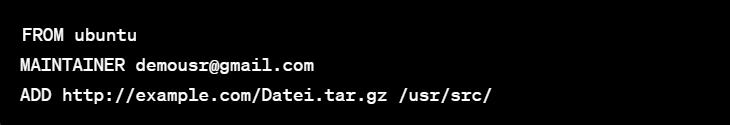 FROM ubuntu
MAINTAINER demousr@gmail.com
ADD http://example.com/Datei.tar.gz /usr/src/